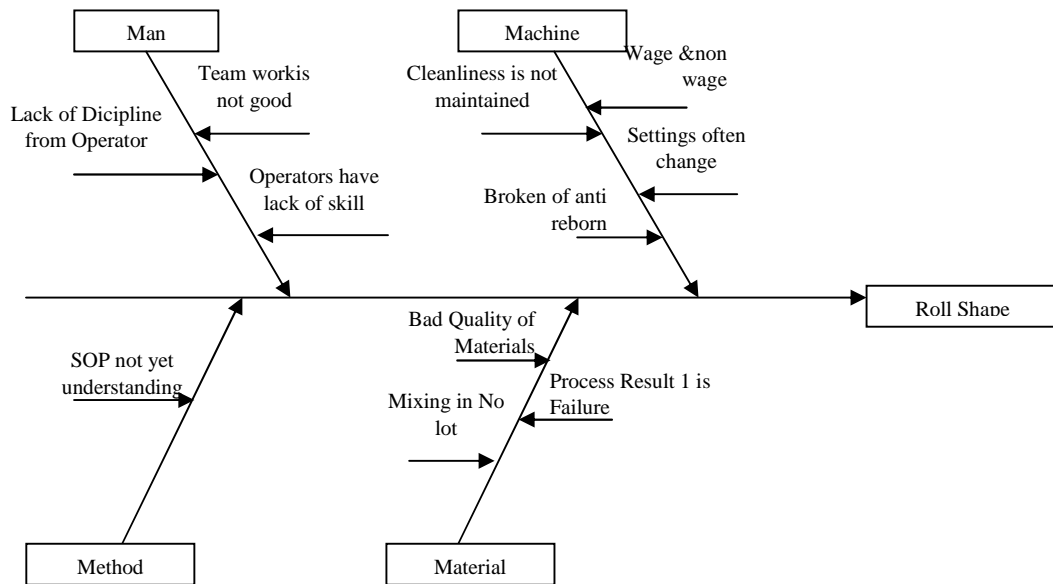 Man
Machine
Team workis
not good
Lack of Dicipline
from Operator
Operators have
lack of skill
Cleanliness is not
maintained
Wage &non
wage
Settings often
change
Broken of anti
reborn
Roll Shape
SOP not yet
understanding
Bad Quality of
Materials
Process Result 1 is
Failure
Mixing in No
lot
Method
Material